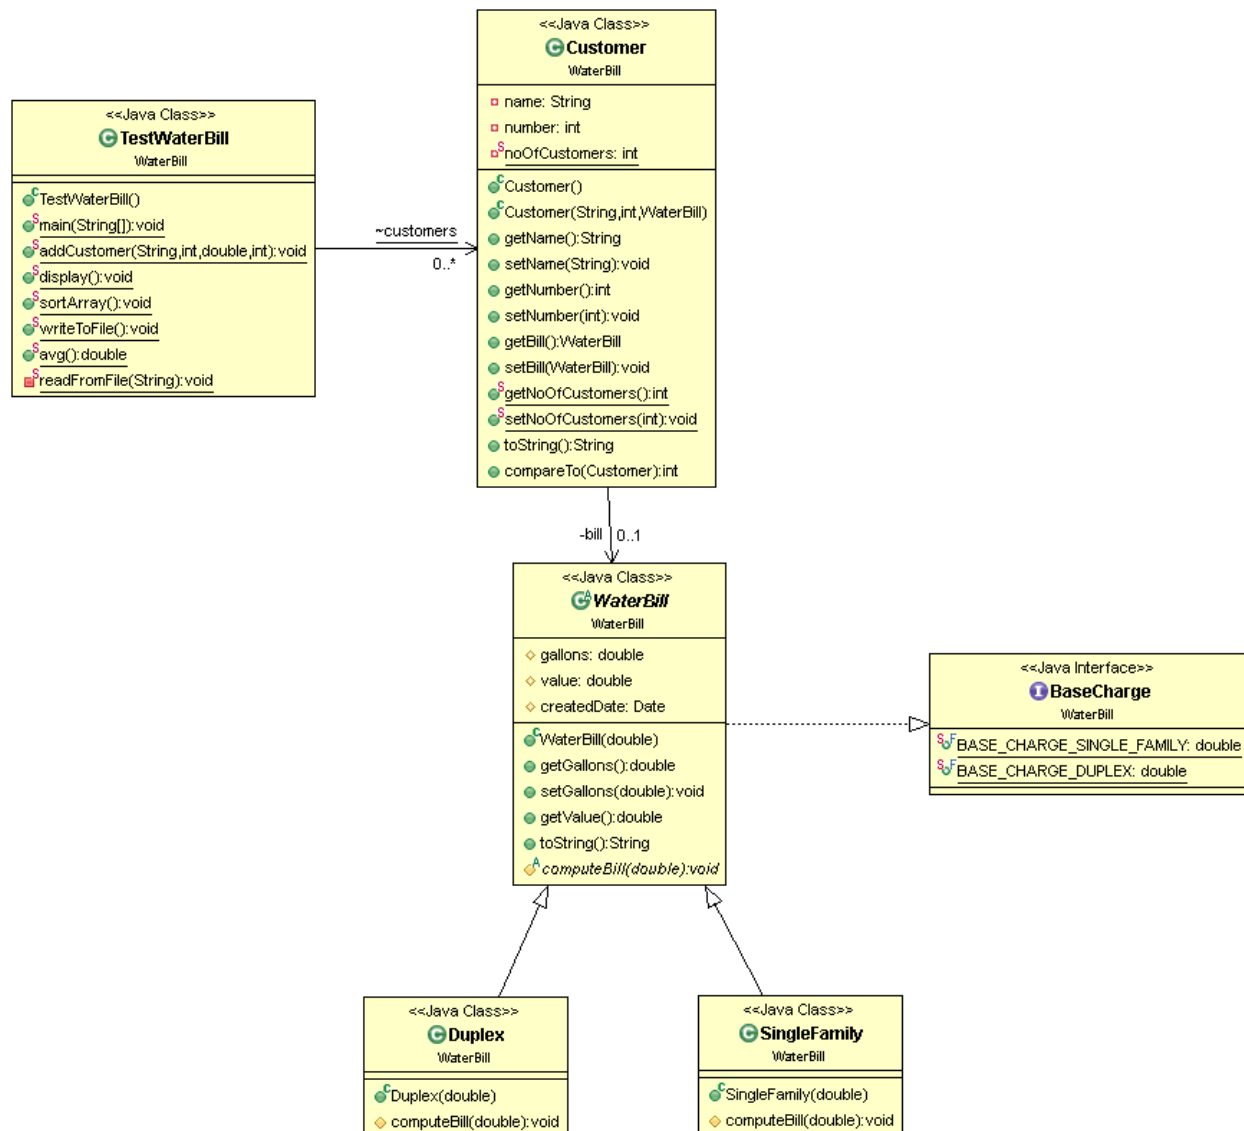 <<Java Class>>
Customer
WaterBill
name: String
number: int
noOfCustomers: int
Customer()
Customer(String,int,WaterBill)
getName():String
setName(String):void
getNumber():int
setNumber(int):void
getBill():WaterBill
setBill(WaterBill):void
getNoOfCustomers():int
setNoOfCustomers(int):void
toString():String
compareTo(Customer):int
<<Java Class>>
TestWaterBill
WaterBill
TestWaterBill()
main(String[]):void
addCustomer(String,int,double,int):void
display():void
sortArray():void
writeToFile():void
avg():double
readFromFile(String):void
~customers
0..*
-bill 0..1
<<Java Class>>
WaterBill
WaterBill
gallons: double
value: double
createdDate: Date
WaterBill(double)
getGallons():double
setGallons(double):void
getValue():double
toString():String
computeBill(double):void
<<Java Interface>>
BaseCharge
WaterBill
BASE_CHARGE_SINGLE_FAMILY: double
BASE_CHARGE_DUPLEX: double
<<Java Class>>
Duplex
WaterBill
Duplex(double)
computeBill(double):void
<<Java Class>>
SingleFamily
WaterBill
SingleFamily(double)
computeBill(double):void